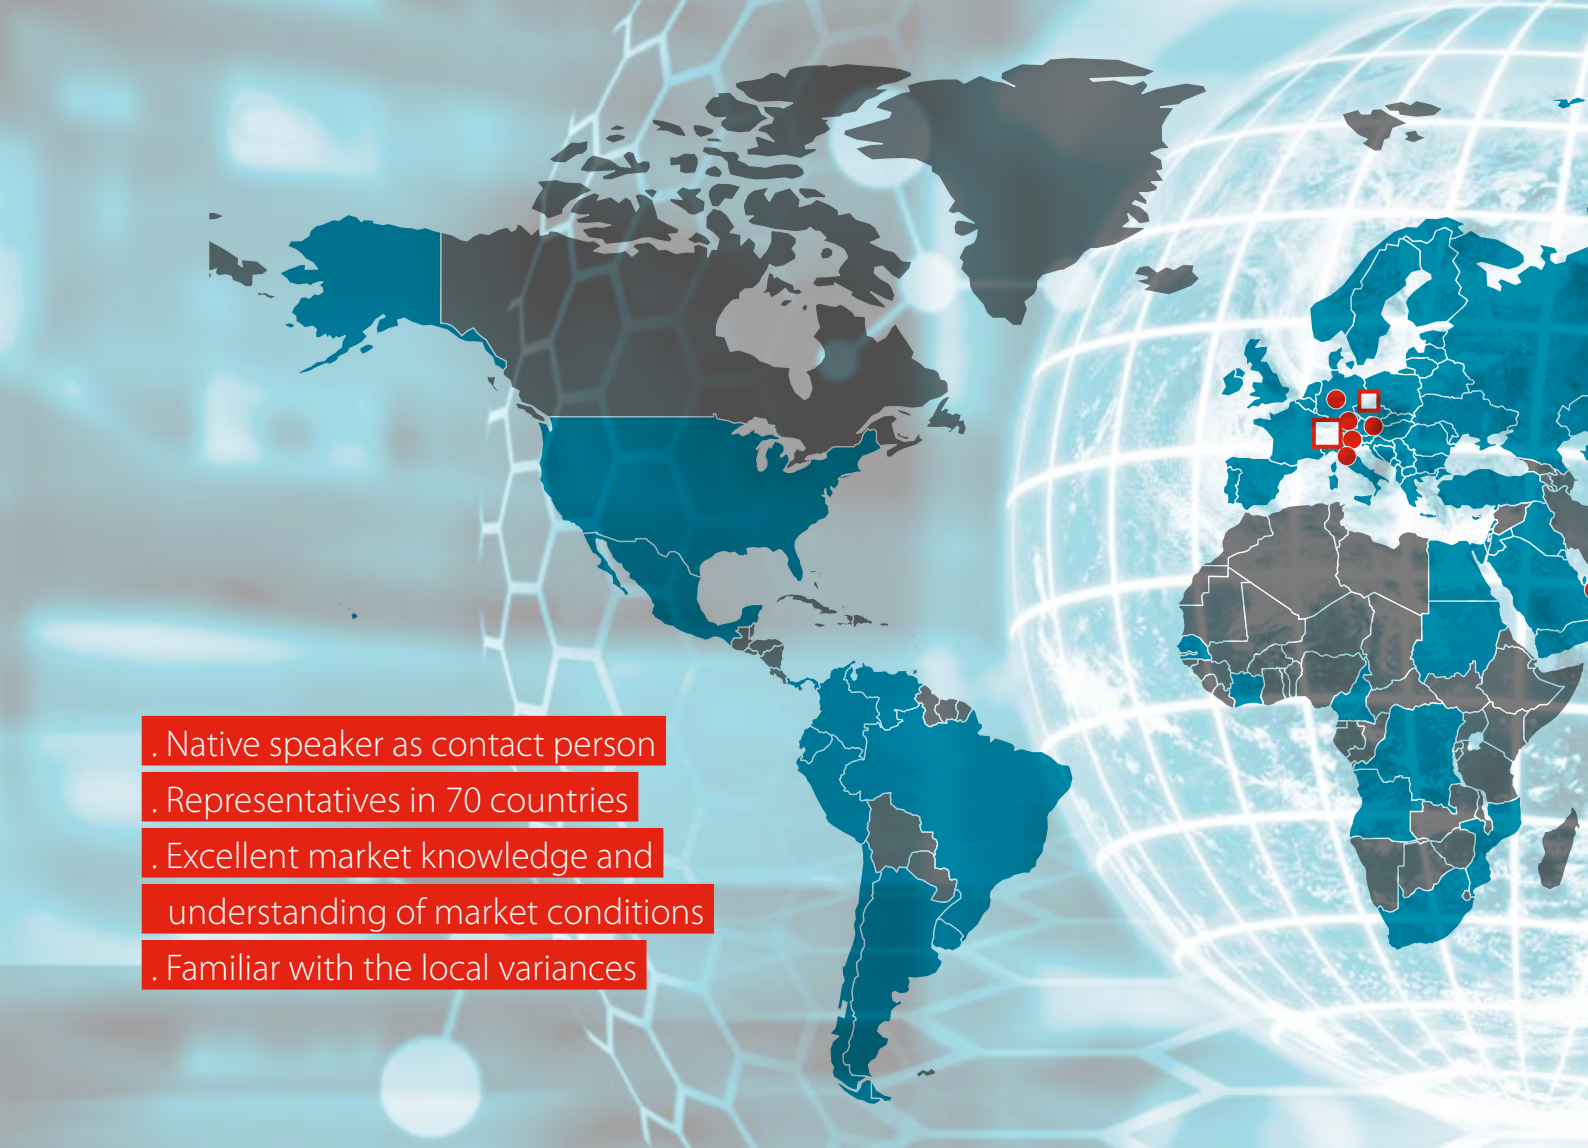 . Native speaker as contact person
. Representatives in 70 countries
. Excellent market knowledge and
understanding of market conditions
. Familiar with the local variances